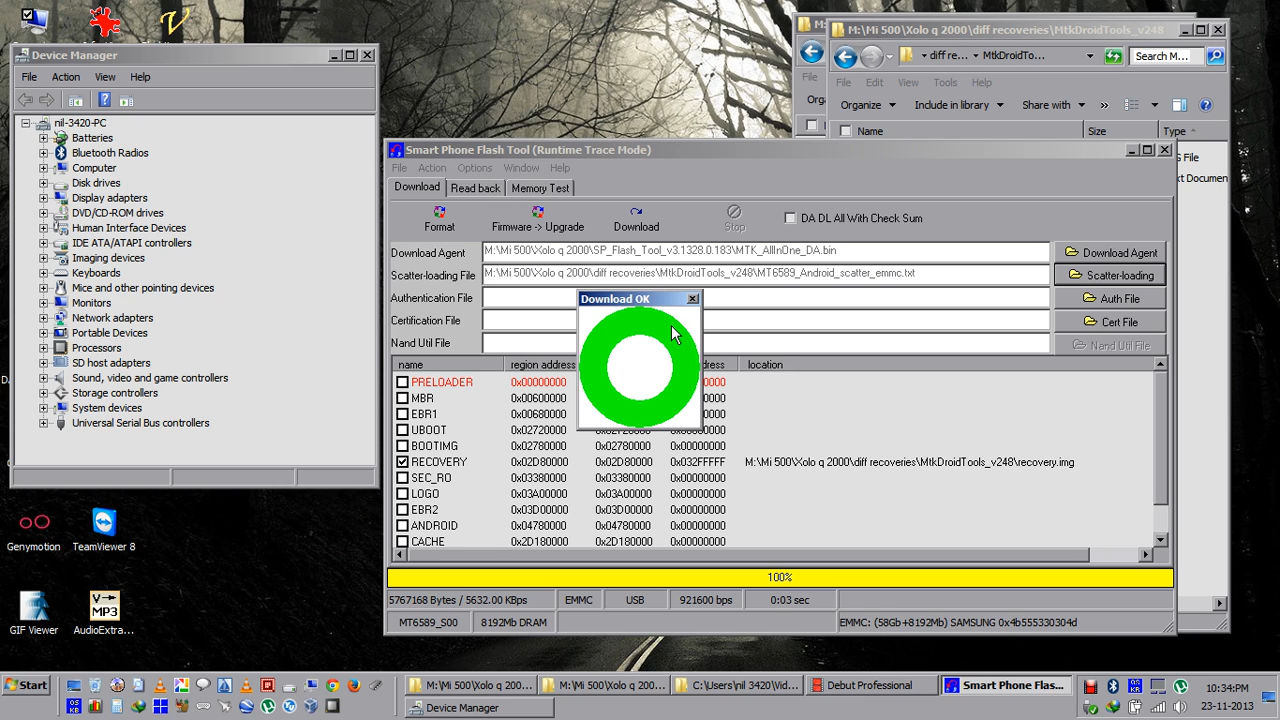 Device Manager
File Action View Help
nil-3420-PC
Batteries
Bluetooth Radios
Computer
Disk drives
Display adapters
DVD/CD-ROM drives
Human Interface Devices
IDE ATA/ATAPI controllers
Imaging devices
Keyboards
Mice and other pointing devices
Monitors
Network adapters
Portable Devices
Processors
SD host adapters
Sound, video and game controllers
Storage controllers
System devices
Universal Serial Bus controllers
M:\Mi 500\Xolo q 2000\diff recoveries\MtkDroidTools_v248
diff re... MtkDroidTo... Search M...
File Edit View Tools Help
Organize Include in library Share with »
Name Size Type
Smart Phone Flash Tool (Runtime Trace Mode)
File Action Options Window Help
Download Read back Memory Test
Format Firmware -> Upgrade Download Stop DA DL All With Check Sum
Download Agent M:\Mi 500\Xolo q 2000\SP_Flash_Tool_v3.1328.0.183\MTK_AllInOne_DA.bin Download Agent
Scatter-loading File M:\Mi 500\Xolo q 2000\diff recoveries\MtkDroidTools_v248\MT6589_Android_scatter_emmc.txt Scatter-loading
Authentication File Auth File
Certification File Cert File
Nand Util File Nand Util File
Download OK
name region address dress location
PRELOADER 0x00000000 0000
MBR 0x00600000 0000
EBR1 0x00680000 0000
UBOOT 0x02720000 0x02720000 0x00000000
BOOTIMG 0x02780000 0x02780000 0x00000000
RECOVERY 0x02D80000 0x02D80000 0x032FFFFF M:\Mi 500\Xolo q 2000\diff recoveries\MtkDroidTools_v248\recovery.img
SEC_RO 0x03380000 0x03380000 0x00000000
LOGO 0x03A00000 0x03A00000 0x00000000
EBR2 0x03D00000 0x03D00000 0x00000000
ANDROID 0x04780000 0x04780000 0x00000000
CACHE 0x2D180000 0x2D180000 0x00000000
100%
5767168 Bytes / 5632.00 KBps EMMC USB 921600 bps 0:03 sec
MT6589_S00 8192Mb DRAM EMMC: (58Gb+8192Mb) SAMSUNG 0x4b555330304d
Genymotion TeamViewer 8
GIF Viewer AudioExtra...
MP3
Start M:\Mi 500\Xolo q 200... M:\Mi 500\Xolo q 200... C:\Users\nil 3420\Vid... Debut Professional Smart Phone Flas...
Device Manager
10:34 PM
23-11-2013